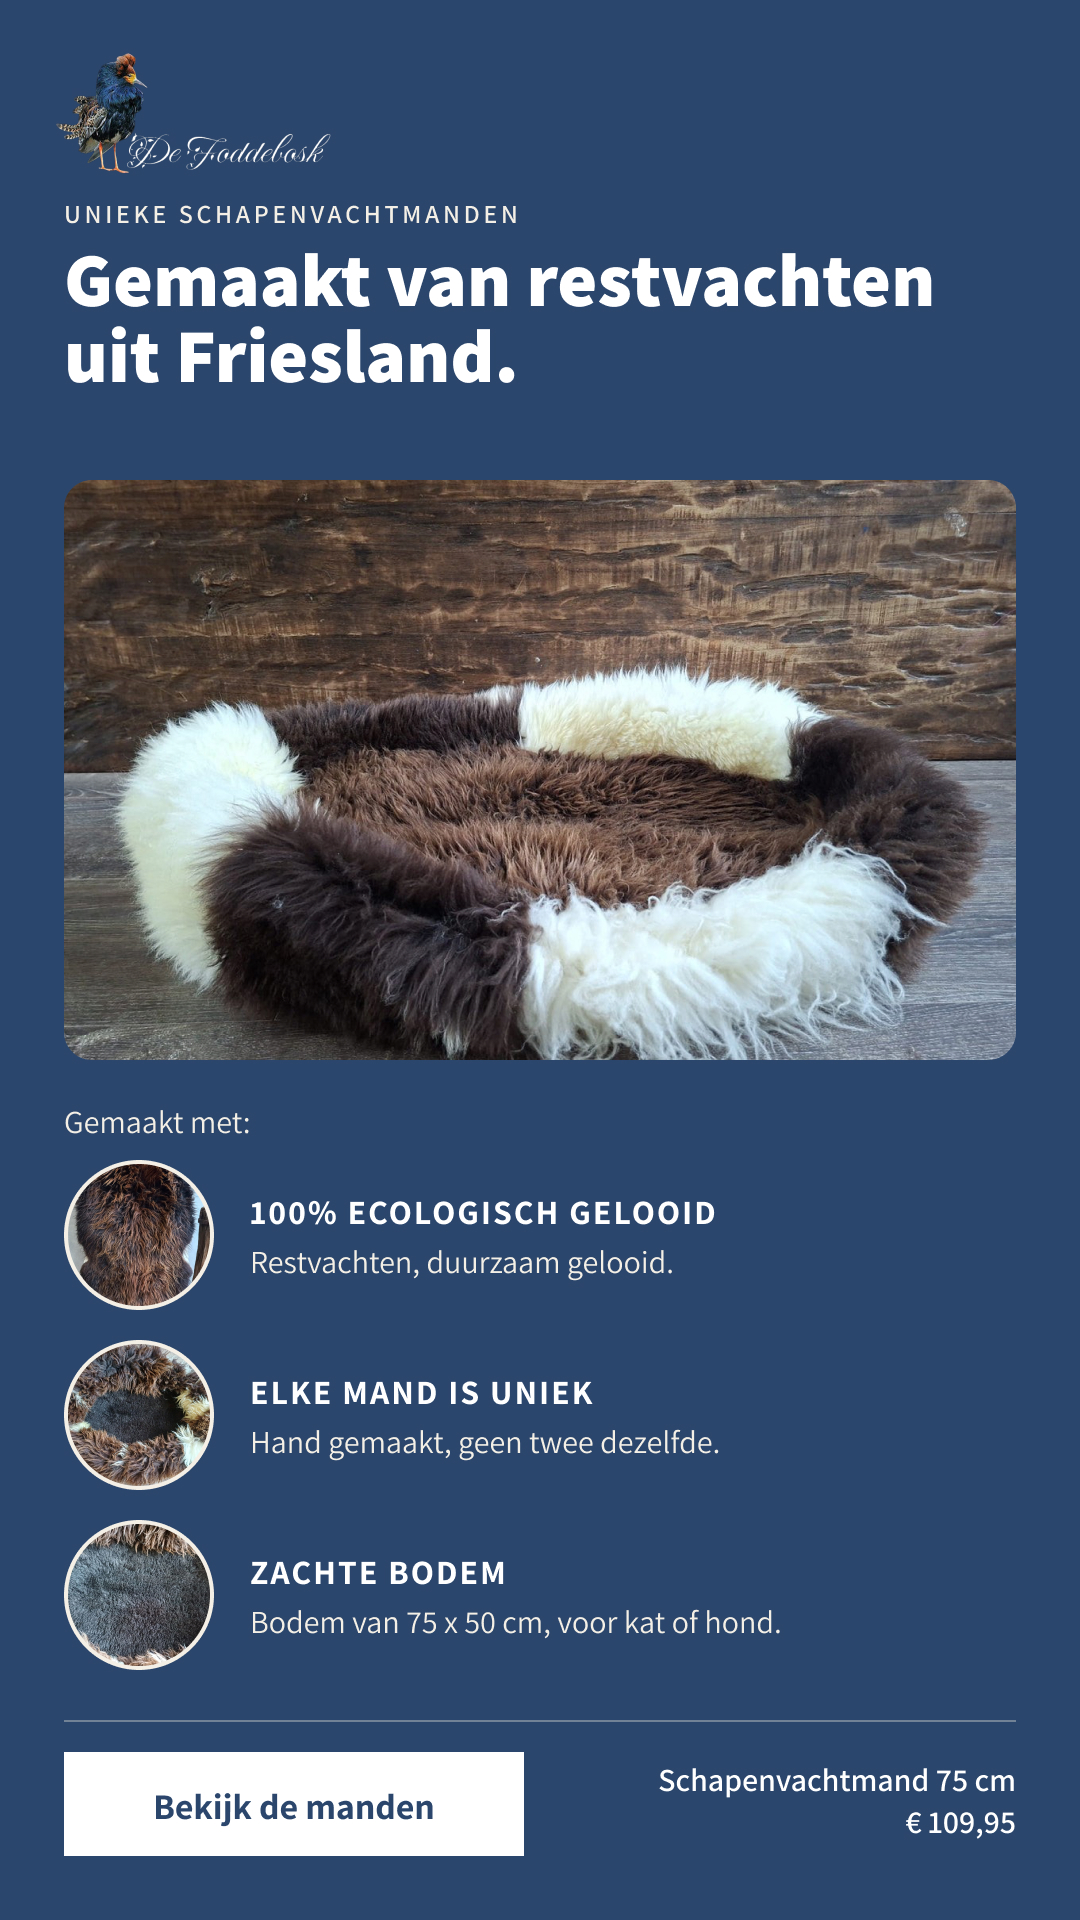 De Foddebosk
UNIEKE SCHAPENVACHTMANDEN
Gemaakt van restvachten
uit Friesland.
Gemaakt met:
100% ECOLOGISCH GELOOID
Restvachten, duurzaam gelooid.
ELKE MAND IS UNIEK
Hand gemaakt, geen twee dezelfde.
ZACHTE BODEM
Bodem van 75 x 50 cm, voor kat of hond.
Bekijk de manden
Schapenvachtmand 75 cm
€ 109,95